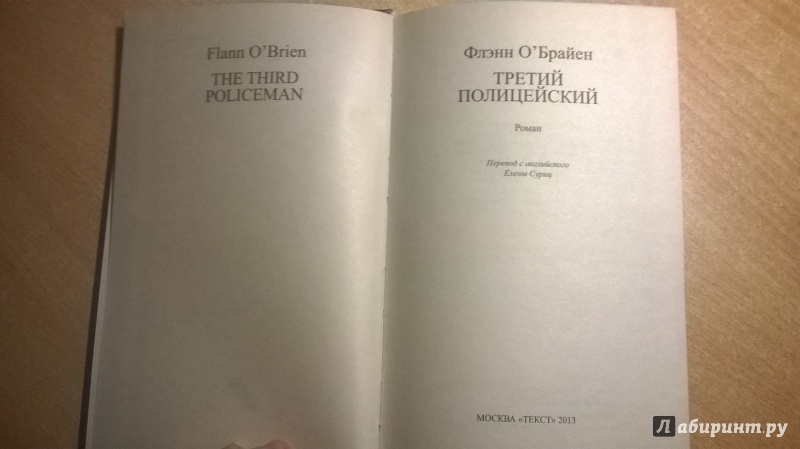 Flann O'Brien
THE THIRD
POLICEMAN
Флэнн О'Брайен
ТРЕТИЙ
ПОЛИЦЕЙСКИЙ
Роман
Перевод с английского
Елены Суриц
МОСКВА «ТЕКСТ» 2013
Лабиринт.ру